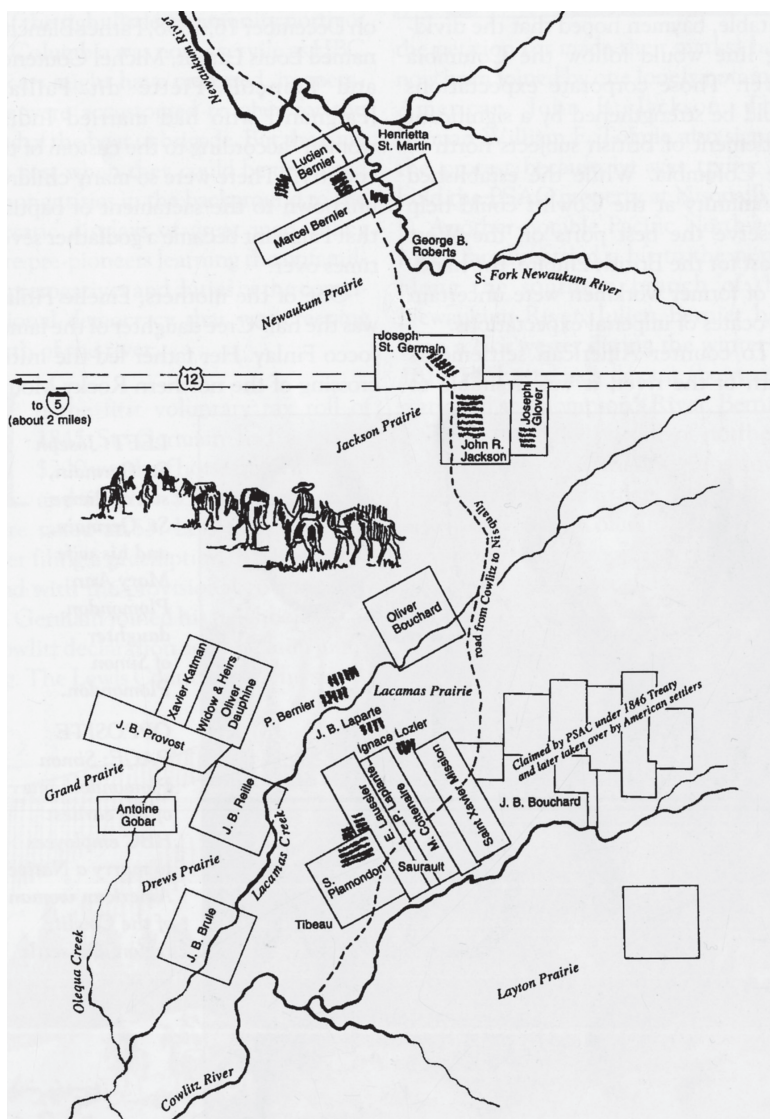 Newaukum River
Henrietta
St. Martin
Lucien
Bernier
Marcel Bernier
George B.
Roberts
S. Fork Newaukum River
Newaukum Prairie
Joseph
St. Germain
12
to 5
(about 2 miles)
Joseph
Glover
Jackson Prairie
John R.
Jackson
road from Cowlitz to Nisqually
Oliver
Bouchard
Xavier Katman
Widow & Heirs
Oliver
Dauphine
P. Bernier
Lacamas Prairie
J. B. Provost
J. B. Laparte
Ignace Lozier
Claimed by PSAC under 1846 Treaty
and later taken over by American settlers
Grand Prairie
Saint Xavier Mission
J. B. Bouchard
Antoine
Gobar
J. B. Reille
Lacamas Creek
M. Cottenaire
Saurault
S.
Plamondon
Drews Prairie
Tibeau
J. B. Brule
Olequa Creek
Layton Prairie
Cowlitz River